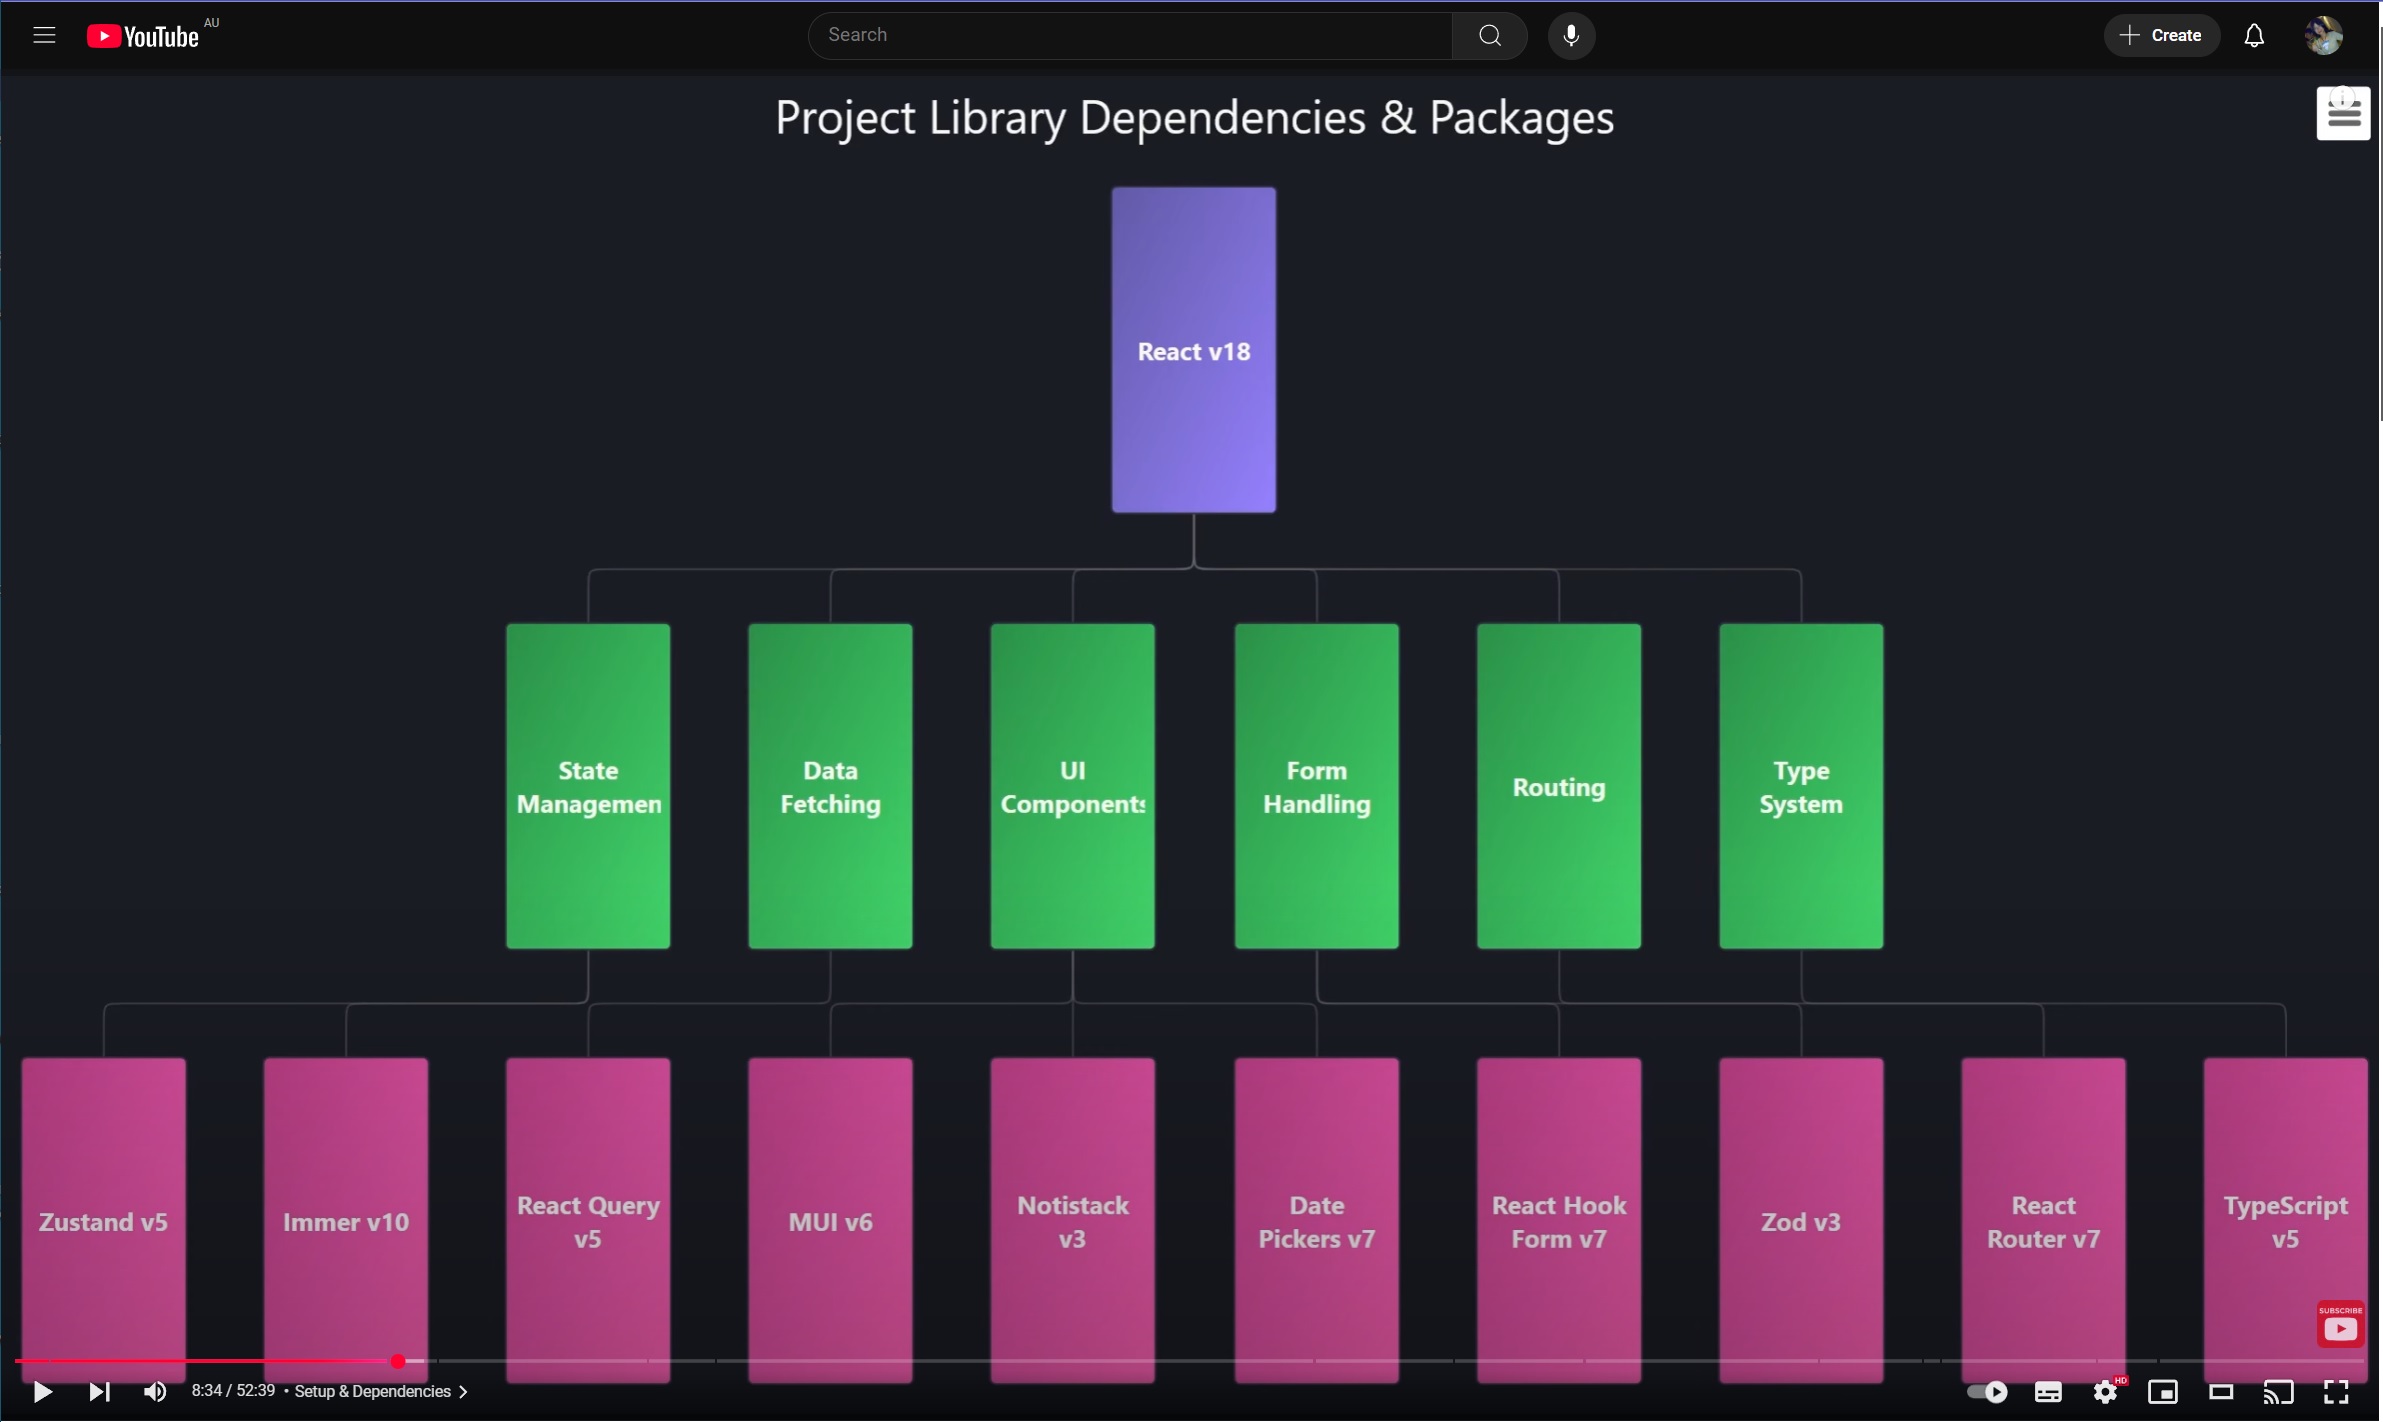 YouTube AU
Search
Create
Project Library Dependencies & Packages
React v18
State
Managemen
Data
Fetching
UI
Components
Form
Handling
Routing
Type
System
Zustand v5
Immer v10
React Query
v5
MUI v6
Notistack
v3
Date
Pickers v7
React Hook
Form v7
Zod v3
React
Router v7
TypeScript
v5
SUBSCRIBE
8:34 / 52:39 • Setup & Dependencies
HD